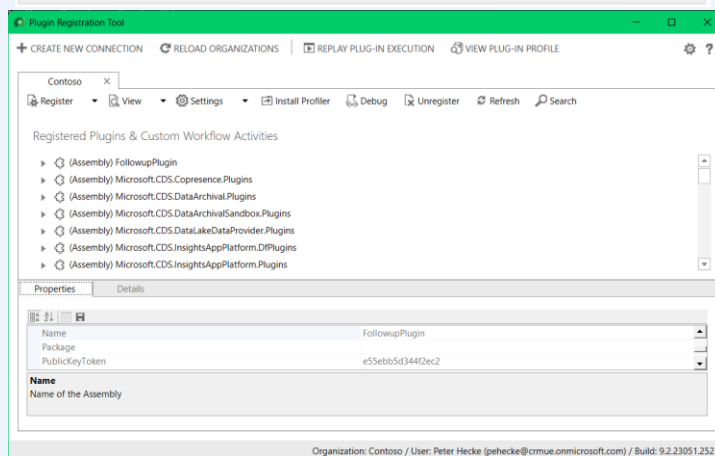 Plugin Registration Tool
CREATE NEW CONNECTION RELOAD ORGANIZATIONS REPLAY PLUG-IN EXECUTION VIEW PLUG-IN PROFILE
Contoso
Register View Settings Install Profiler Debug Unregister Refresh Search
Registered Plugins & Custom Workflow Activities
(Assembly) FollowupPlugin
(Assembly) Microsoft.CDS.Copresence.Plugins
(Assembly) Microsoft.CDS.DataArchival.Plugins
(Assembly) Microsoft.CDS.DataArchivalSandbox.Plugins
(Assembly) Microsoft.CDS.DataLakeDataProvider.Plugins
(Assembly) Microsoft.CDS.InsightsAppPlatform.DfPlugins
(Assembly) Microsoft.CDS.InsightsAppPlatform.Plugins
Properties Details
Name FollowupPlugin
Package
PublicKeyToken e55ebb5d344f2ec2
Name
Name of the Assembly
Organization: Contoso / User: Peter Hecke (pehecke@crmue.onmicrosoft.com) / Build: 9.2.23051.252